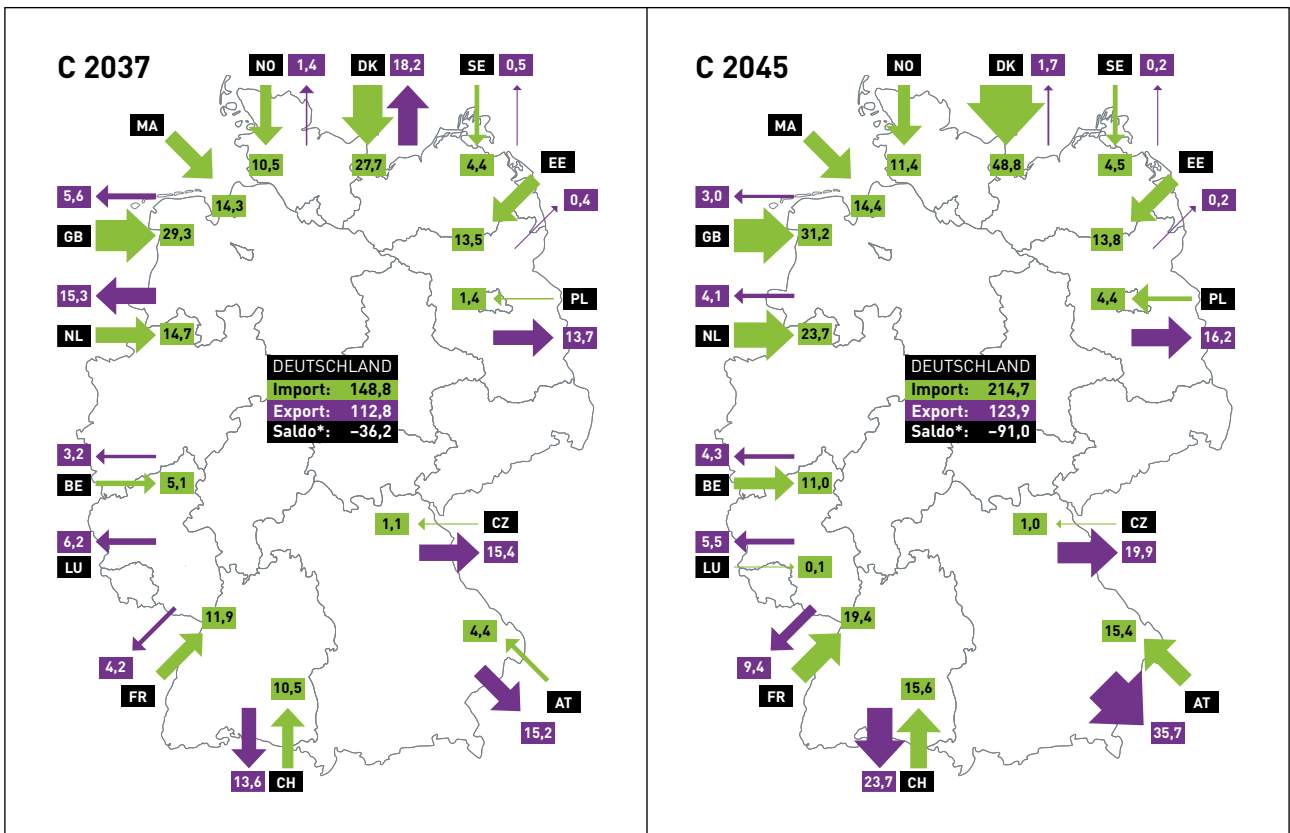 C 2037
NO 1,4 DK 18,2 SE 0,5
MA
10,5 27,7 4,4 EE
5,6 14,3 0,4
GB 29,3 13,5
15,3 1,4 PL
NL 14,7 13,7
DEUTSCHLAND
Import: 148,8
Export: 112,8
Saldo*: −36,2
3,2
BE 5,1
1,1 CZ
6,2 15,4
LU
11,9 4,4
4,2
FR 10,5 AT
15,2
13,6 CH
C 2045
NO DK 1,7 SE 0,2
MA
11,4 48,8 4,5 EE
3,0 14,4 0,2
GB 31,2 13,8
4,1 4,4 PL
NL 23,7 16,2
DEUTSCHLAND
Import: 214,7
Export: 123,9
Saldo*: −91,0
4,3
BE 11,0
1,0 CZ
5,5 19,9
LU 0,1
19,4 15,4
9,4
FR 15,6 AT
35,7
23,7 CH